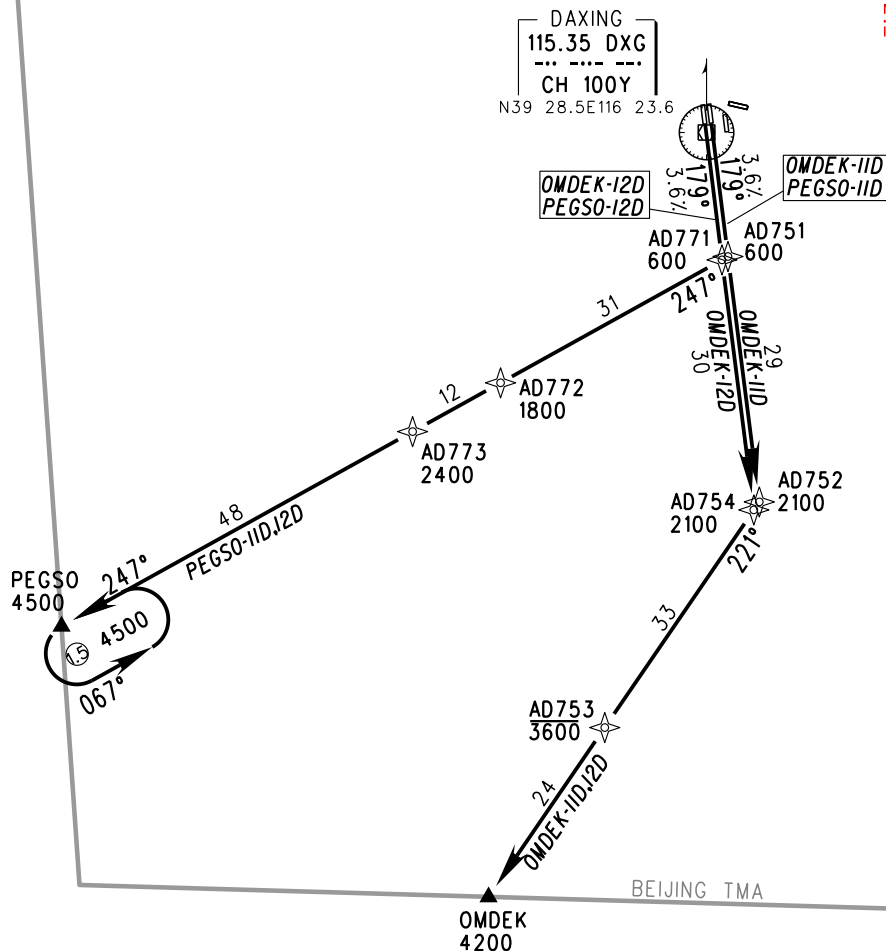 DAXING
115.35 DXG
-·· -··- --·
CH 100Y
N39 28.5E116 23.6
OMDEK-12D
PEGSO-12D
3.6%
179°
179°
3.6%
OMDEK-11D
PEGSO-11D
AD771
600
AD751
600
247°
31
OMDEK-12D
30
OMDEK-11D
29
12
AD772
1800
AD773
2400
48
PEGSO-11D,12D
AD754
2100
AD752
2100
221°
PEGSO
4500
247°
4500
1.5
067°
33
AD753
3600
24
OMDEK-11D,12D
BEIJING TMA
OMDEK
4200